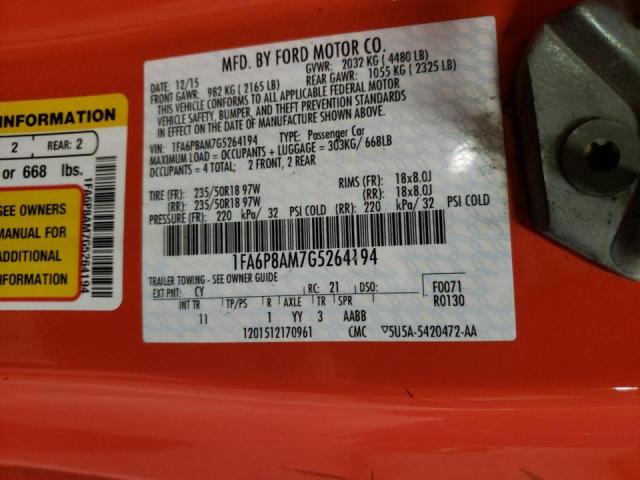 MFD. BY FORD MOTOR CO.
DATE: 12/15 GVWR: 2032 KG ( 4480 LB)
FRONT GAWR: 982 KG ( 2165 LB) REAR GAWR: 1055 KG ( 2325 LB)
THIS VEHICLE CONFORMS TO ALL APPLICABLE FEDERAL MOTOR
VEHICLE SAFETY, BUMPER, AND THEFT PREVENTION STANDARDS
IN EFFECT ON THE DATE OF MANUFACTURE SHOWN ABOVE.
VIN: 1FA6P8AM7G5264194 TYPE: Passenger Car
MAXIMUM LOAD = OCCUPANTS + LUGGAGE = 303KG/ 668LB
OCCUPANTS = 4 TOTAL; 2 FRONT, 2 REAR
TIRE (FR): 235/50R18 97W RIMS (FR): 18x8.0J
(RR): 235/50R18 97W (RR): 18x8.0J
PRESSURE (FR): 220 kPa/ 32 PSI COLD (RR): 220 kPa/ 32 PSI COLD
1FA6P8AM7G5264194
TRAILER TOWING - SEE OWNER GUIDE
EXT PNT: CY RC: 21 DSO: F0071
INT TR TP/PS R AXLE TR SPR R0130
11 1 YY 3 AABB
1201512170961 CMC ▽5U5A-5420472-AA
INFORMATION
2 REAR: 2
or 668 lbs.
SEE OWNERS
MANUAL FOR
ADDITIONAL
INFORMATION
1FA6P8AM7G5264194